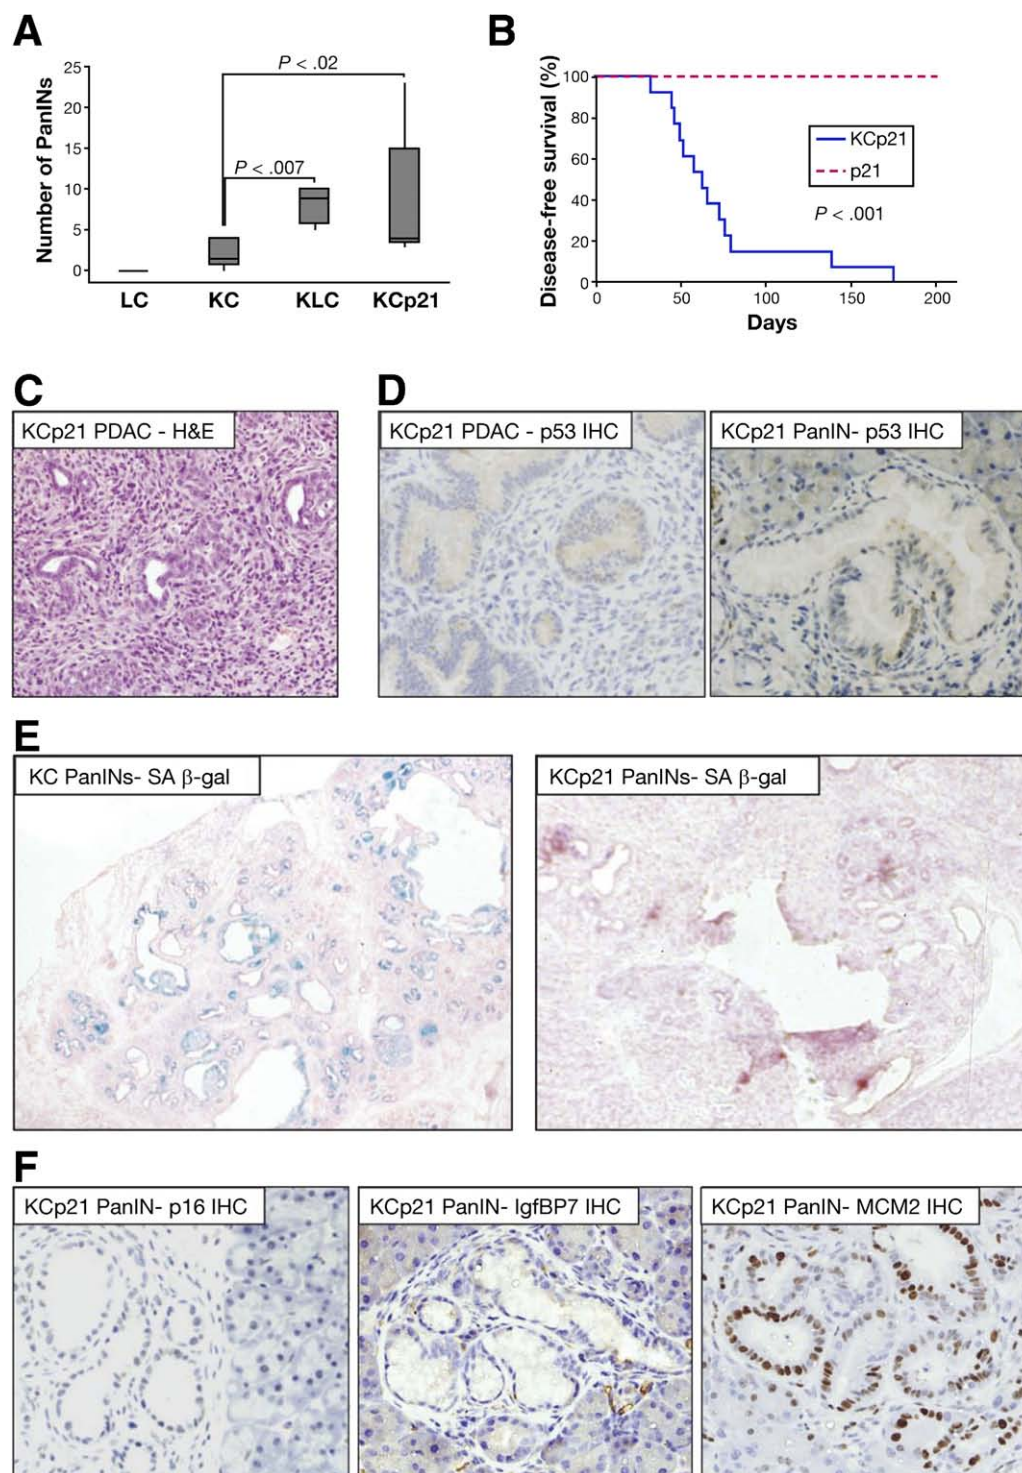 A
Number of PanINs
25
20
15
10
5
0
P < .02
P < .007
LC KC KLC KCp21
B
Disease-free survival (%)
100
80
60
40
20
0
0 50 100 150 200
Days
KCp21
p21
P < .001
C
KCp21 PDAC - H&E
D
KCp21 PDAC - p53 IHC
KCp21 PanIN- p53 IHC
E
KC PanINs- SA β-gal
KCp21 PanINs- SA β-gal
F
KCp21 PanIN- p16 IHC
KCp21 PanIN- IgfBP7 IHC
KCp21 PanIN- MCM2 IHC